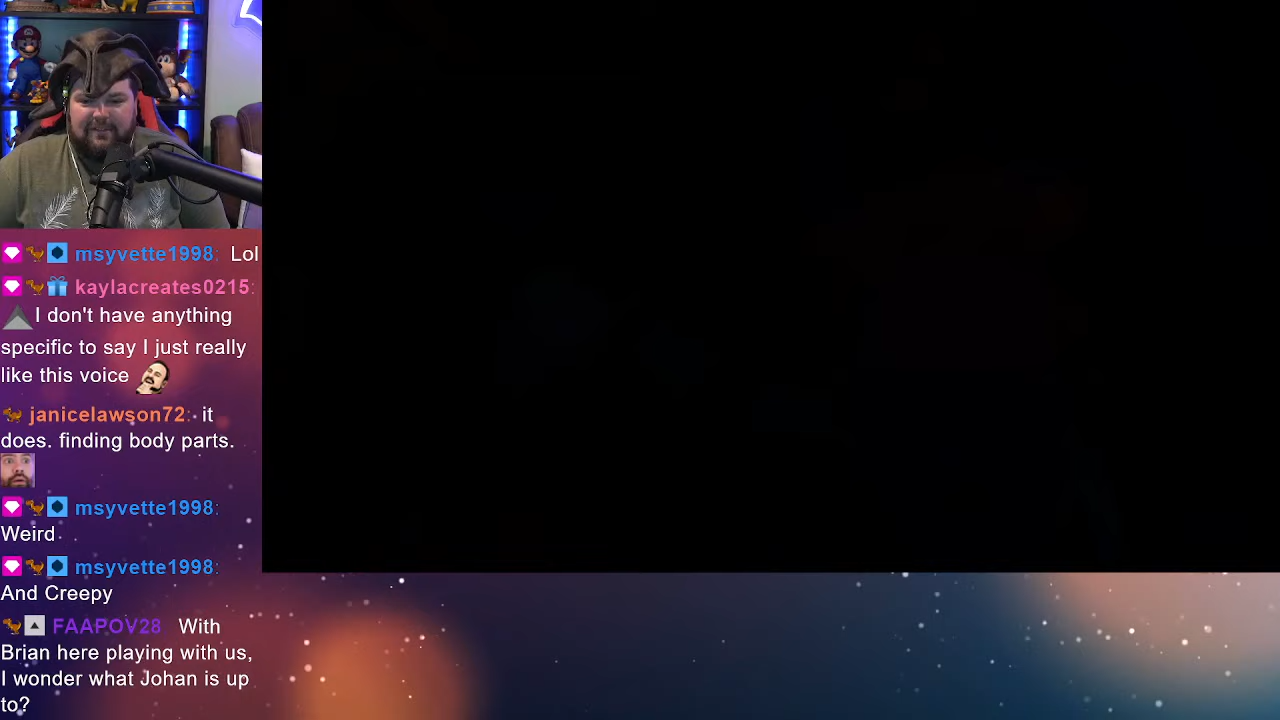 msyvette1998: Lol
kaylacreates0215:
I don't have anything
specific to say I just really
like this voice
janicelawson72: it
does. finding body parts.
msyvette1998:
Weird
msyvette1998:
And Creepy
FAAPOV28 With
Brian here playing with us,
I wonder what Johan is up
to?